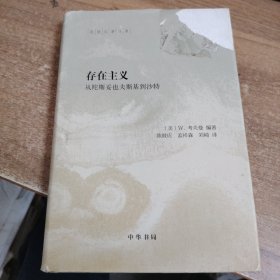 存在主义
从陀斯妥也夫斯基到沙特
［美］W. 考夫曼 编著
陈鼓应 孟祥森 刘崎 译
中华书局